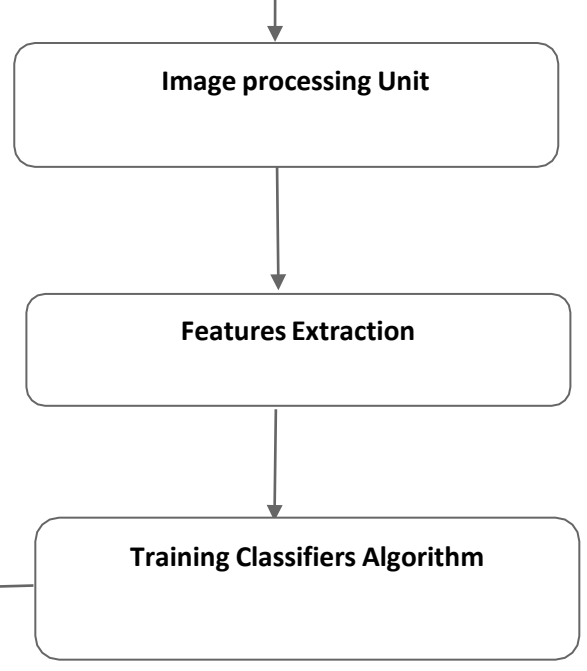 Image processing Unit
Features Extraction
Training Classifiers Algorithm